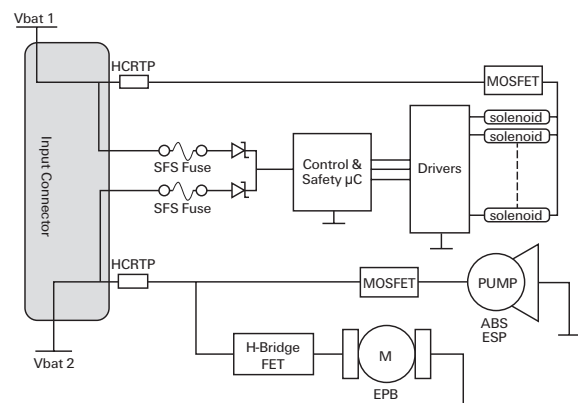 Vbat 1
HCRTP
MOSFET
solenoid
solenoid
Input Connector
SFS Fuse
Control &
Safety µC
Drivers
SFS Fuse
solenoid
HCRTP
MOSFET
PUMP
ABS
ESP
Vbat 2
H-Bridge
FET
M
EPB